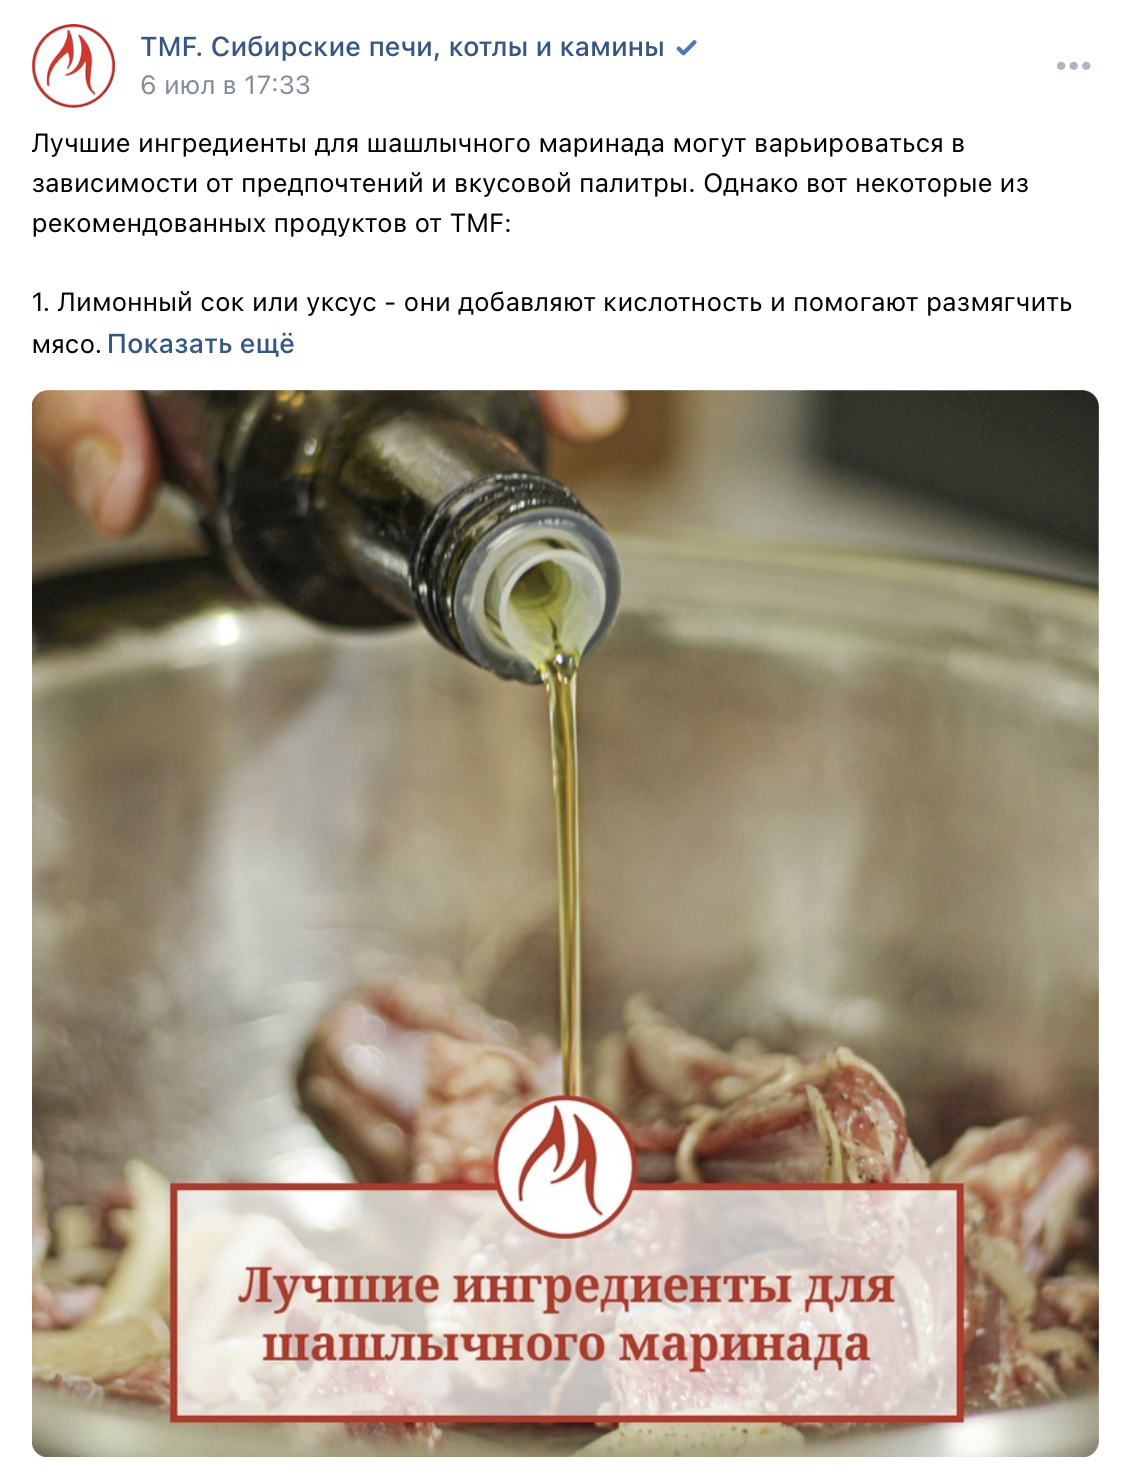 TMF. Сибирские печи, котлы и камины
6 июл в 17:33
Лучшие ингредиенты для шашлычного маринада могут варьироваться в
зависимости от предпочтений и вкусовой палитры. Однако вот некоторые из
рекомендованных продуктов от TMF:
1. Лимонный сок или уксус - они добавляют кислотность и помогают размягчить
мясо. Показать ещё
Лучшие ингредиенты для
шашлычного маринада